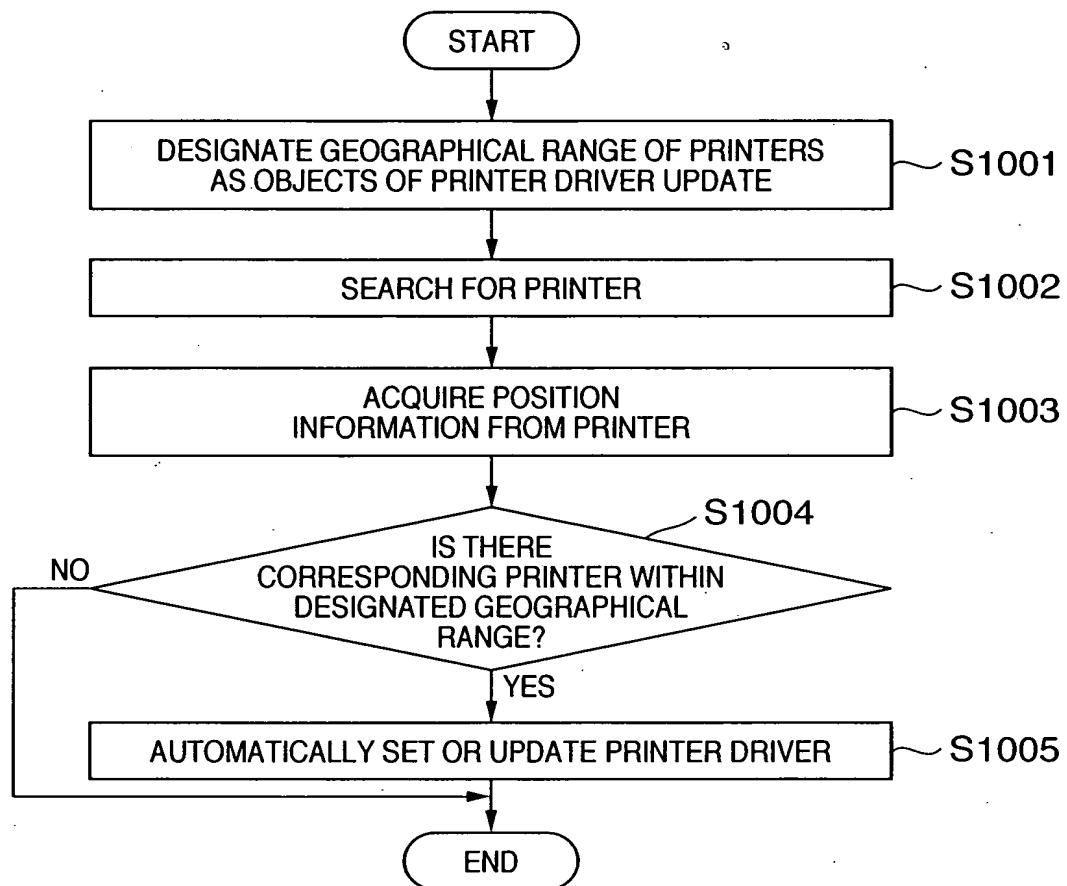 START
DESIGNATE GEOGRAPHICAL RANGE OF PRINTERS
AS OBJECTS OF PRINTER DRIVER UPDATE
S1001
SEARCH FOR PRINTER
S1002
ACQUIRE POSITION
INFORMATION FROM PRINTER
S1003
S1004
IS THERE
CORRESPONDING PRINTER WITHIN
DESIGNATED GEOGRAPHICAL
RANGE?
NO
YES
AUTOMATICALLY SET OR UPDATE PRINTER DRIVER
S1005
END